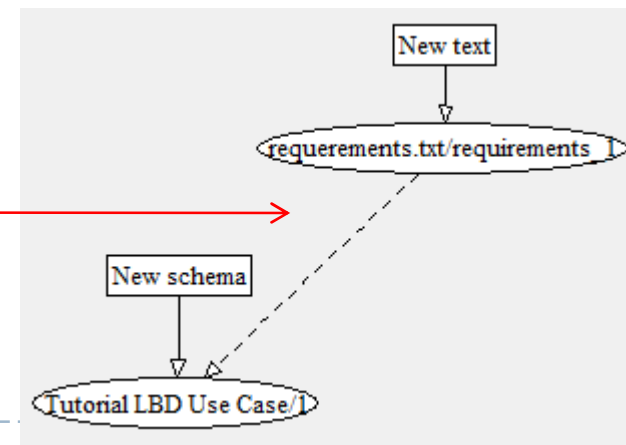 New text
requerements.txt/requirements_1
New schema
Tutorial LBD Use Case/1